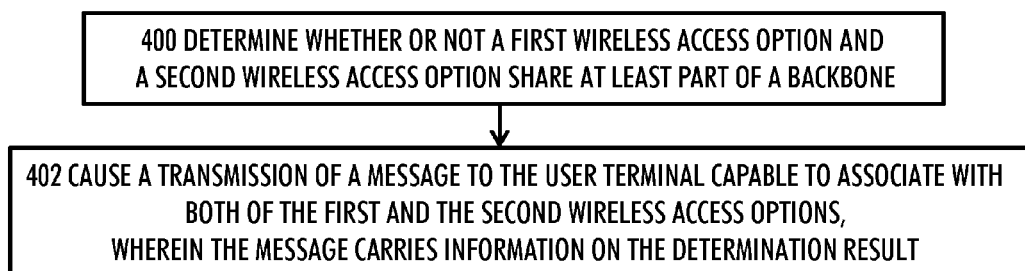 400 DETERMINE WHETHER OR NOT A FIRST WIRELESS ACCESS OPTION AND
A SECOND WIRELESS ACCESS OPTION SHARE AT LEAST PART OF A BACKBONE
402 CAUSE A TRANSMISSION OF A MESSAGE TO THE USER TERMINAL CAPABLE TO ASSOCIATE WITH
BOTH OF THE FIRST AND THE SECOND WIRELESS ACCESS OPTIONS,
WHEREIN THE MESSAGE CARRIES INFORMATION ON THE DETERMINATION RESULT